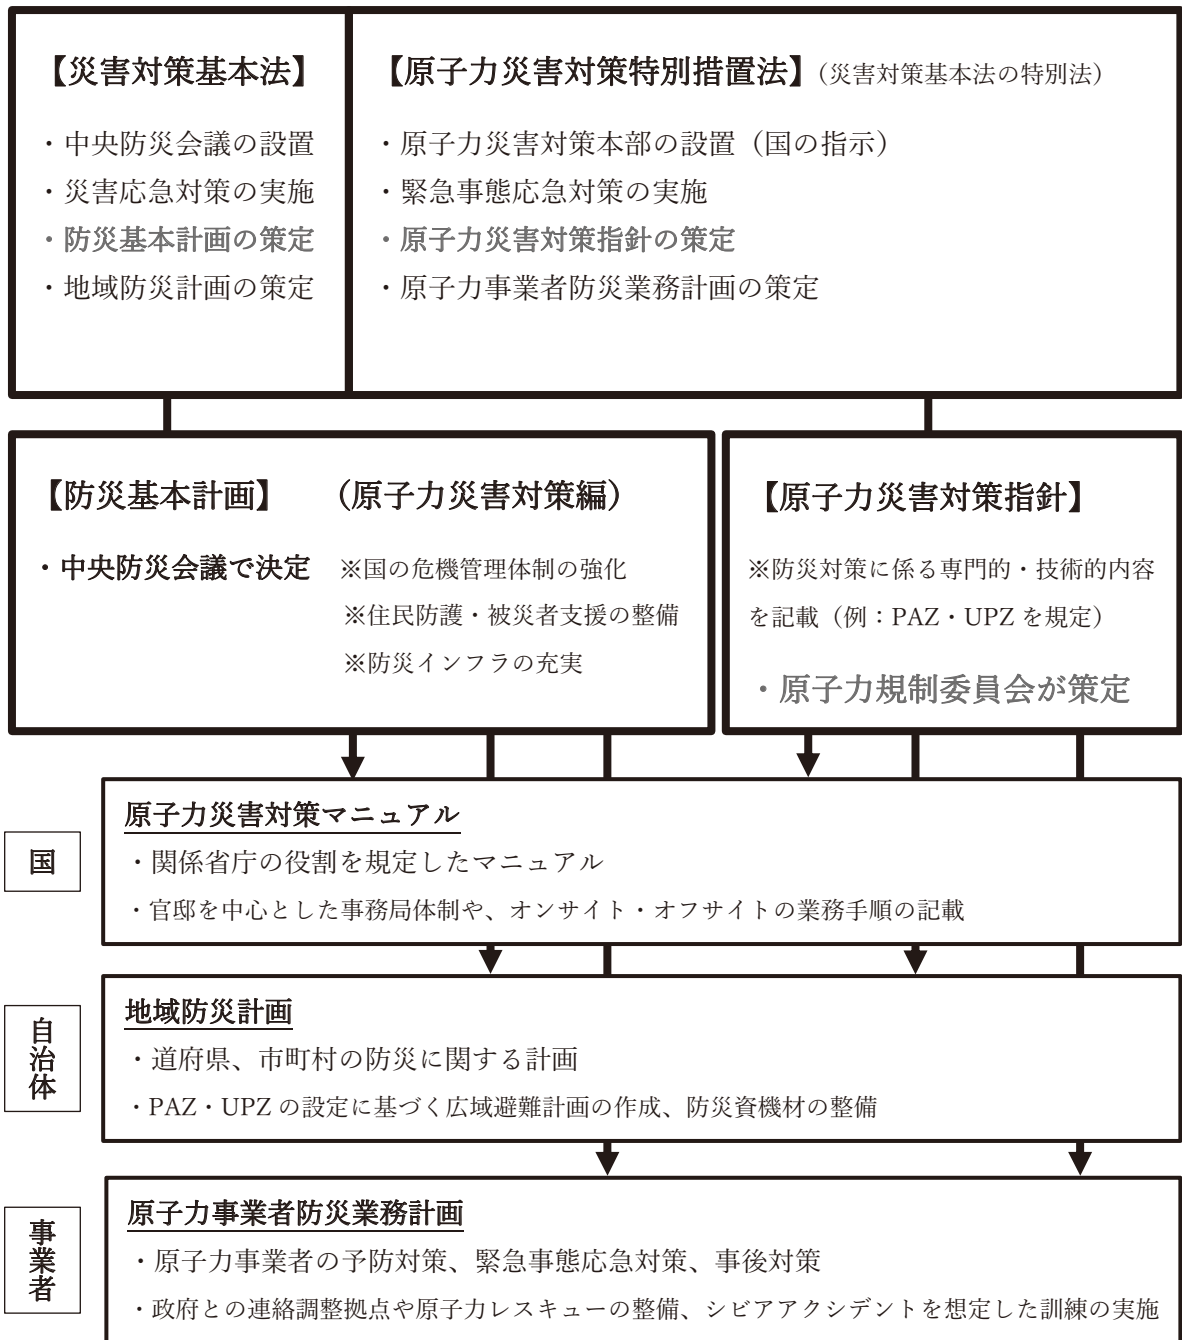 【災害対策基本法】
・中央防災会議の設置
・災害応急対策の実施
・防災基本計画の策定
・地域防災計画の策定
【原子力災害対策特別措置法】(災害対策基本法の特別法)
・原子力災害対策本部の設置（国の指示）
・緊急事態応急対策の実施
・原子力災害対策指針の策定
・原子力事業者防災業務計画の策定
【防災基本計画】　（原子力災害対策編）
・中央防災会議で決定　※国の危機管理体制の強化
※住民防護・被災者支援の整備
※防災インフラの充実
【原子力災害対策指針】
※防災対策に係る専門的・技術的内容
を記載（例：PAZ・UPZ を規定）
・原子力規制委員会が策定
国
原子力災害対策マニュアル
・関係省庁の役割を規定したマニュアル
・官邸を中心とした事務局体制や、オンサイト・オフサイトの業務手順の記載
自治体
地域防災計画
・道府県、市町村の防災に関する計画
・PAZ・UPZ の設定に基づく広域避難計画の作成、防災資機材の整備
事業者
原子力事業者防災業務計画
・原子力事業者の予防対策、緊急事態応急対策、事後対策
・政府との連絡調整拠点や原子力レスキューの整備、シビアアクシデントを想定した訓練の実施